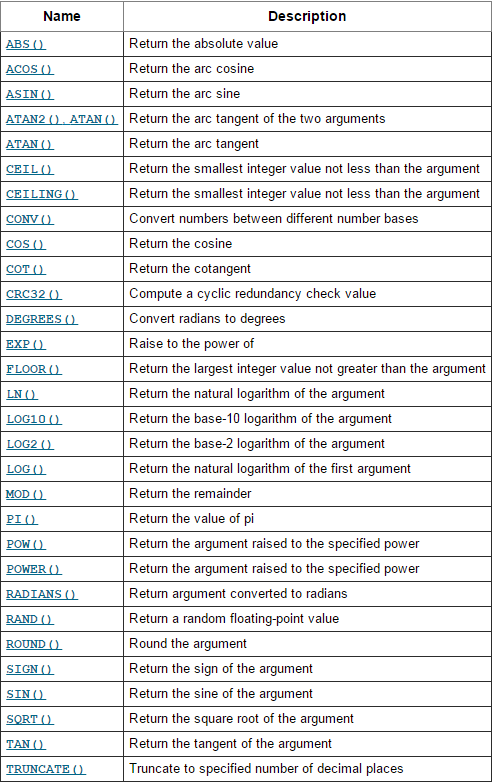 Name Description
ABS() Return the absolute value
ACOS() Return the arc cosine
ASIN() Return the arc sine
ATAN2(), ATAN() Return the arc tangent of the two arguments
ATAN() Return the arc tangent
CEIL() Return the smallest integer value not less than the argument
CEILING() Return the smallest integer value not less than the argument
CONV() Convert numbers between different number bases
COS() Return the cosine
COT() Return the cotangent
CRC32() Compute a cyclic redundancy check value
DEGREES() Convert radians to degrees
EXP() Raise to the power of
FLOOR() Return the largest integer value not greater than the argument
LN() Return the natural logarithm of the argument
LOG10() Return the base-10 logarithm of the argument
LOG2() Return the base-2 logarithm of the argument
LOG() Return the natural logarithm of the first argument
MOD() Return the remainder
PI() Return the value of pi
POW() Return the argument raised to the specified power
POWER() Return the argument raised to the specified power
RADIANS() Return argument converted to radians
RAND() Return a random floating-point value
ROUND() Round the argument
SIGN() Return the sign of the argument
SIN() Return the sine of the argument
SQRT() Return the square root of the argument
TAN() Return the tangent of the argument
TRUNCATE() Truncate to specified number of decimal places